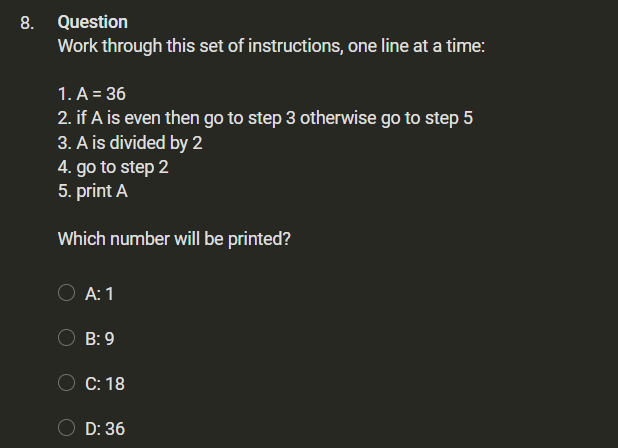 8. Question
Work through this set of instructions, one line at a time:
1. A = 36
2. if A is even then go to step 3 otherwise go to step 5
3. A is divided by 2
4. go to step 2
5. print A
Which number will be printed?
A: 1
B: 9
C: 18
D: 36